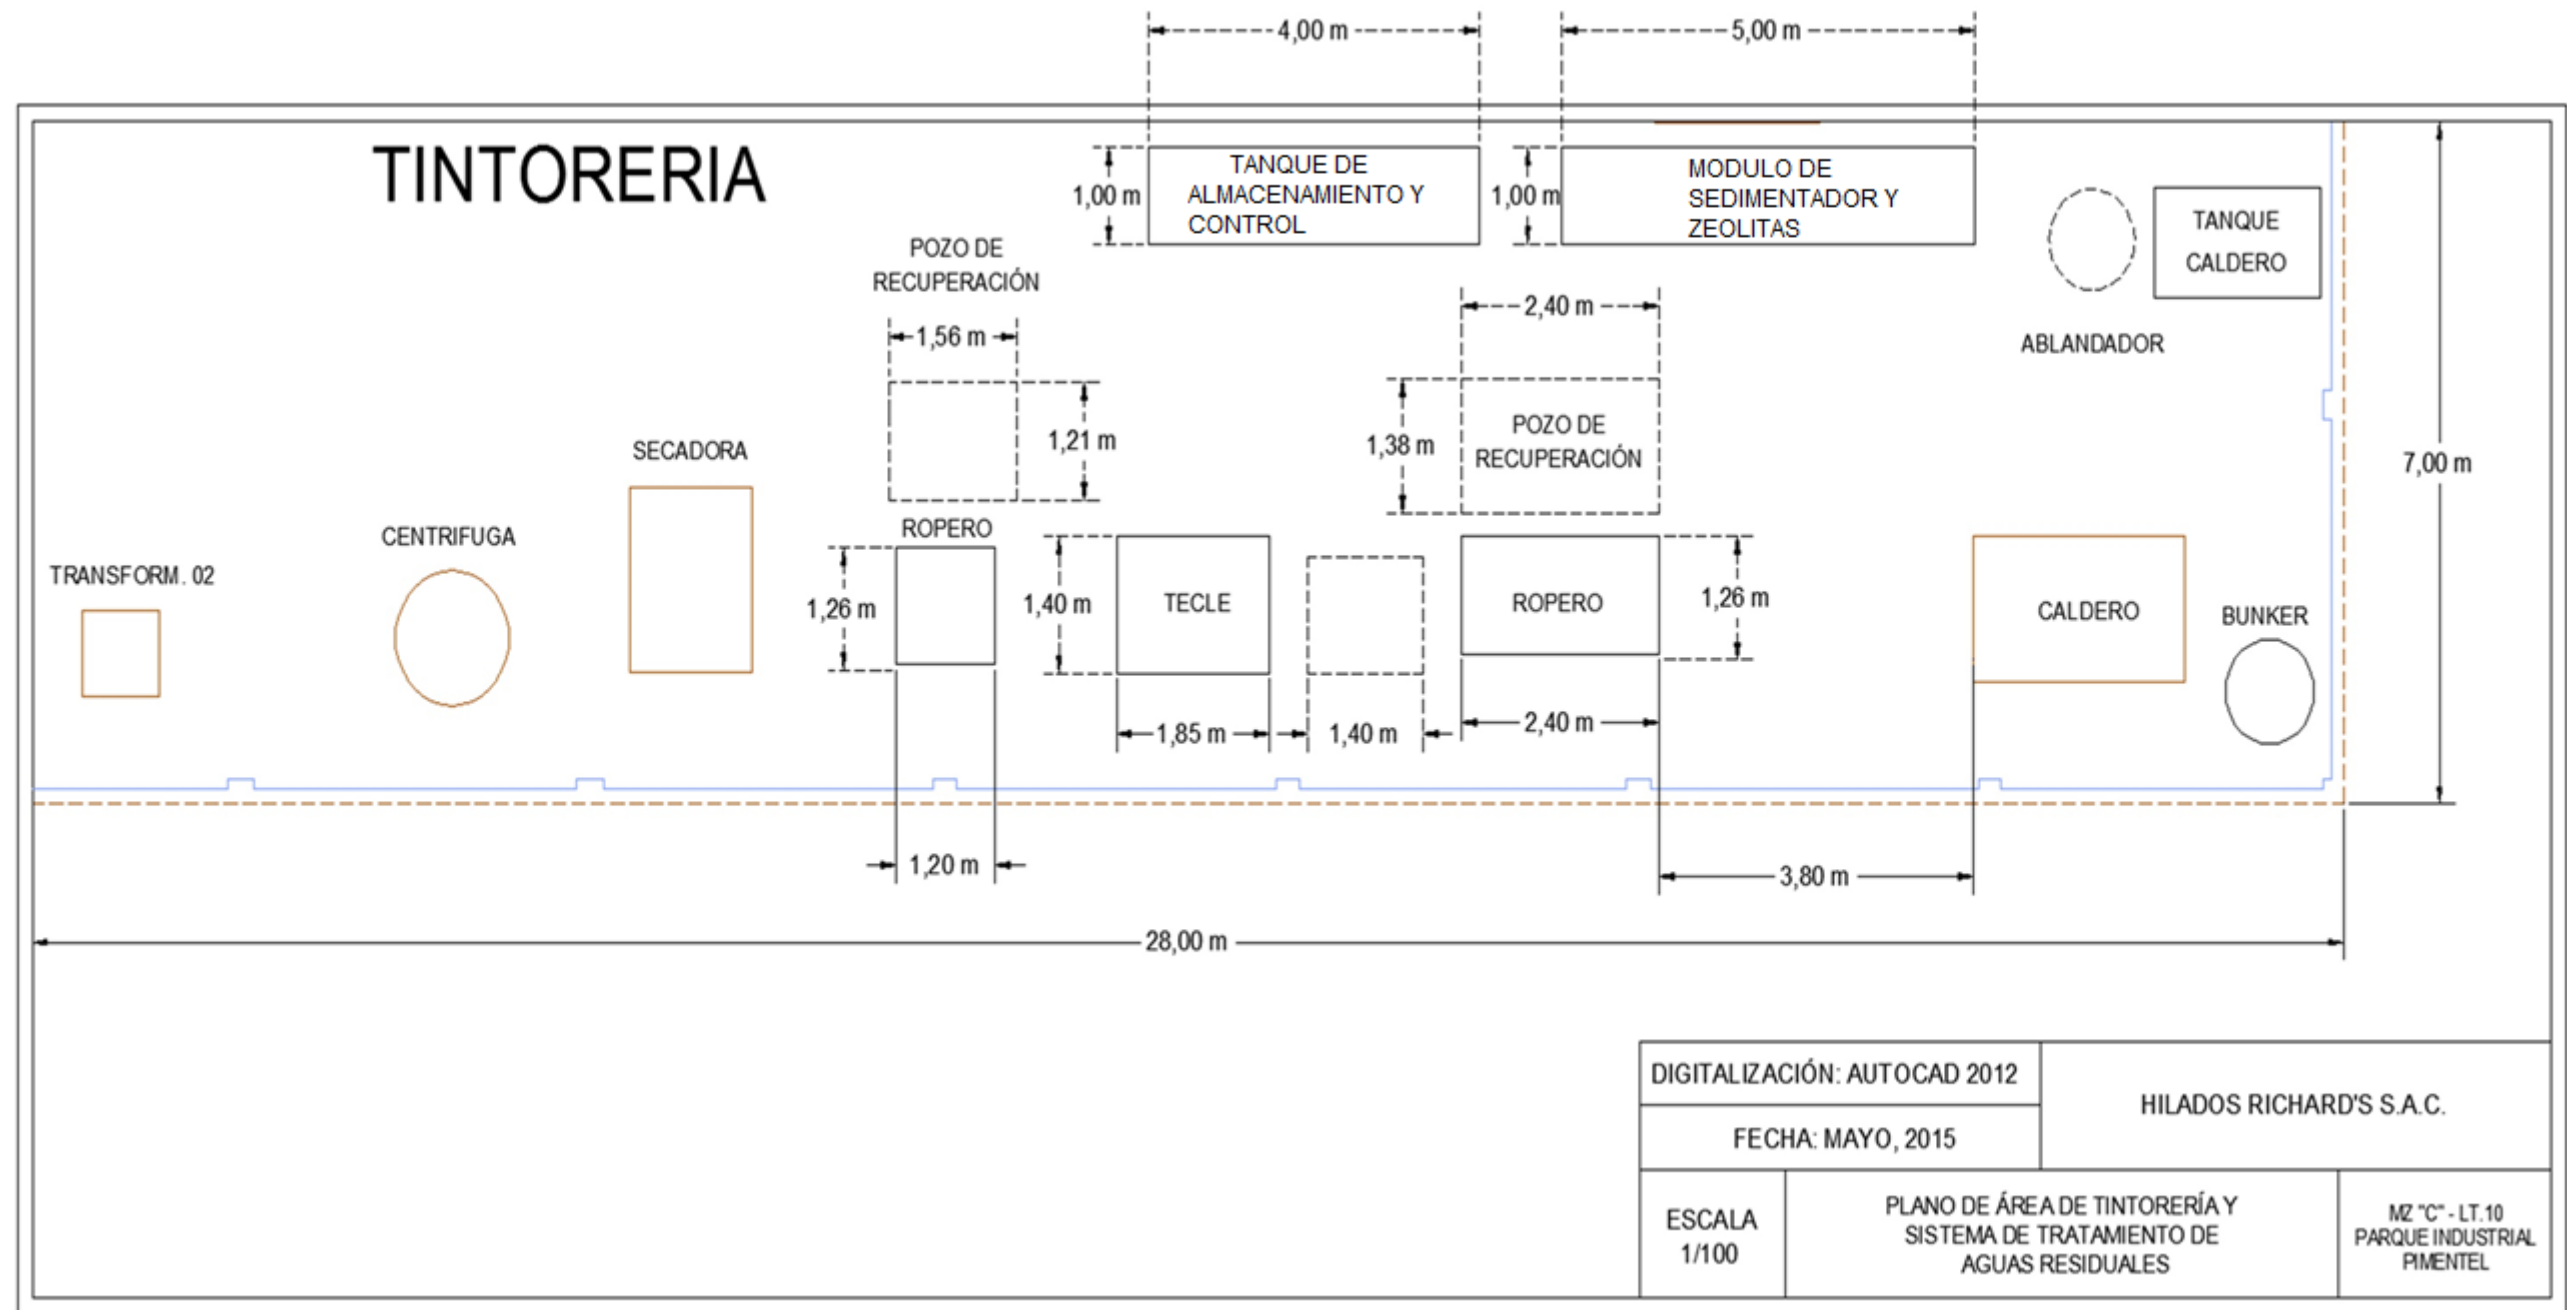 4,00 m
5,00 m
TINTORERIA
1,00 m
TANQUE DE
ALMACENAMIENTO Y
CONTROL
1,00 m
MODULO DE
SEDIMENTADOR Y
ZEOLITAS
TANQUE
CALDERO
POZO DE
RECUPERACIÓN
2,40 m
1,56 m
ABLANDADOR
1,21 m
1,38 m
POZO DE
RECUPERACIÓN
7,00 m
SECADORA
CENTRIFUGA
ROPERO
TRANSFORM. 02
1,26 m
1,40 m
TECLE
ROPERO
1,26 m
CALDERO
BUNKER
1,85 m
1,40 m
2,40 m
1,20 m
3,80 m
28,00 m
DIGITALIZACIÓN: AUTOCAD 2012
HILADOS RICHARD'S S.A.C.
FECHA: MAYO, 2015
ESCALA
1/100
PLANO DE ÁREA DE TINTORERÍA Y
SISTEMA DE TRATAMIENTO DE
AGUAS RESIDUALES
MZ "C" - LT.10
PARQUE INDUSTRIAL
PIMENTEL